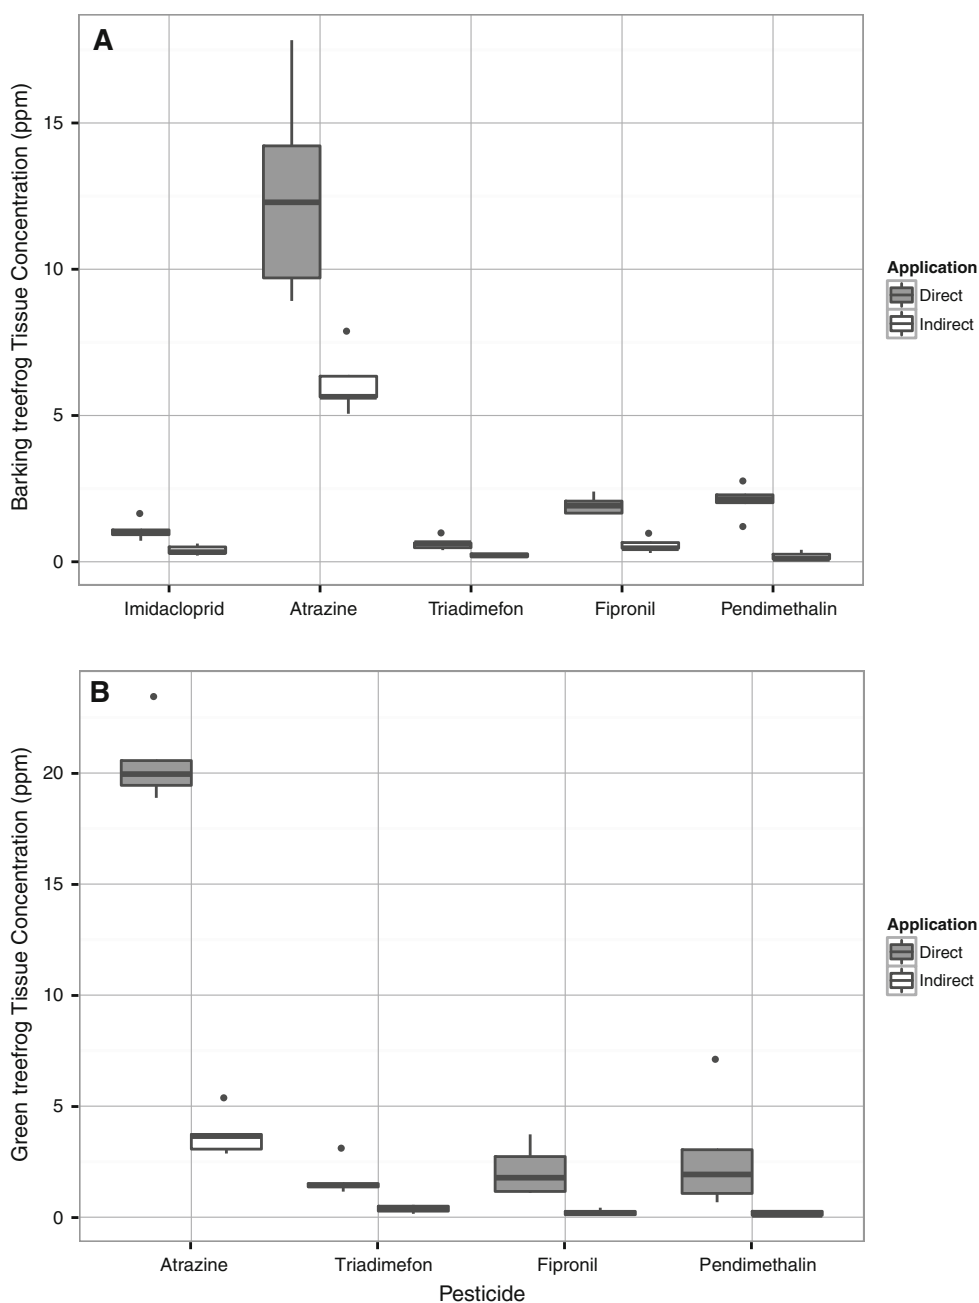 A
Barking treefrog Tissue Concentration (ppm)
15
10
5
0
Imidacloprid Atrazine Triadimefon Fipronil Pendimethalin
Application
Direct
Indirect
B
Green treefrog Tissue Concentration (ppm)
20
15
10
5
0
Atrazine Triadimefon Fipronil Pendimethalin
Pesticide
Application
Direct
Indirect